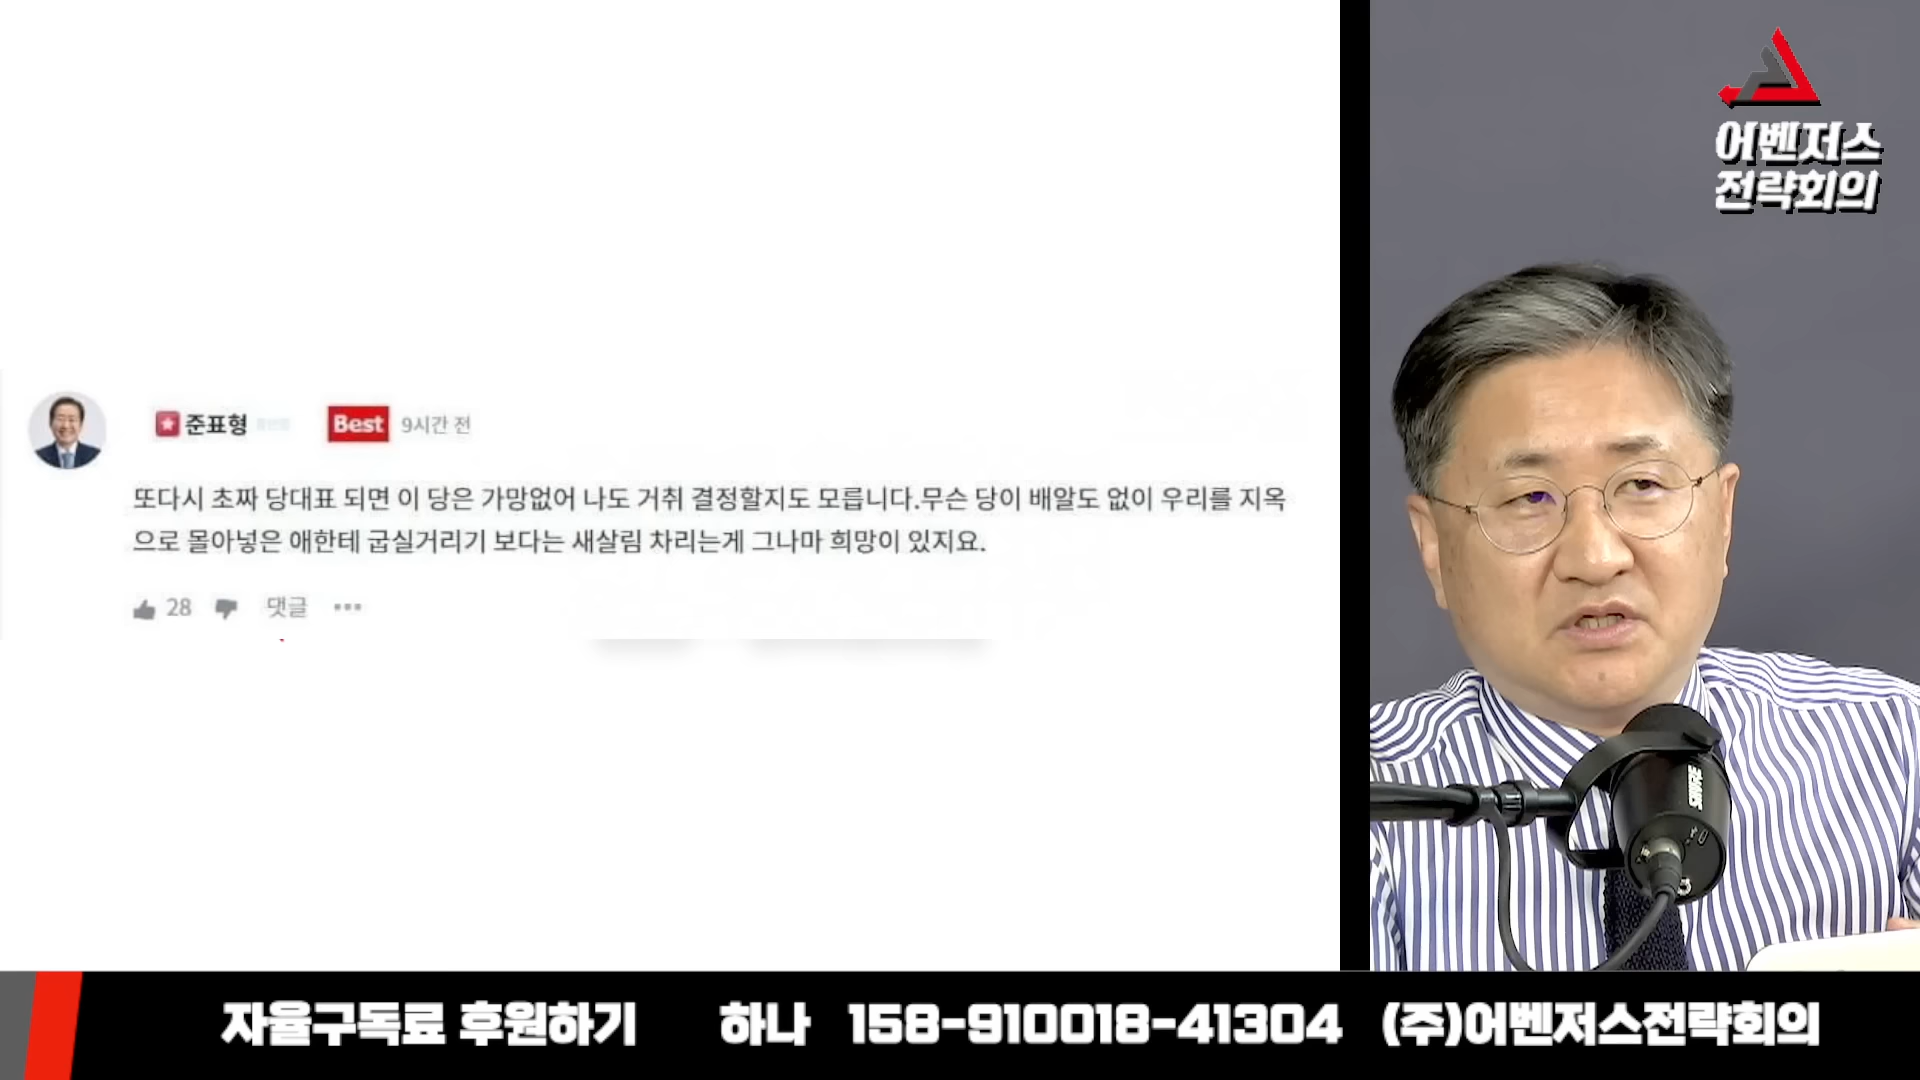 준표형
Best
9시간 전
또다시 초짜 당대표 되면 이 당은 가망없어 나도 거취 결정할지도 모릅니다.무슨 당이 배알도 없이 우리를 지옥
으로 몰아넣은 애한테 굽실거리기 보다는 새살림 차리는게 그나마 희망이 있지요.
28
댓글
어벤저스
전략회의
SHURE
자율구독료 후원하기 하나 158-910018-41304 (주)어벤저스전략회의